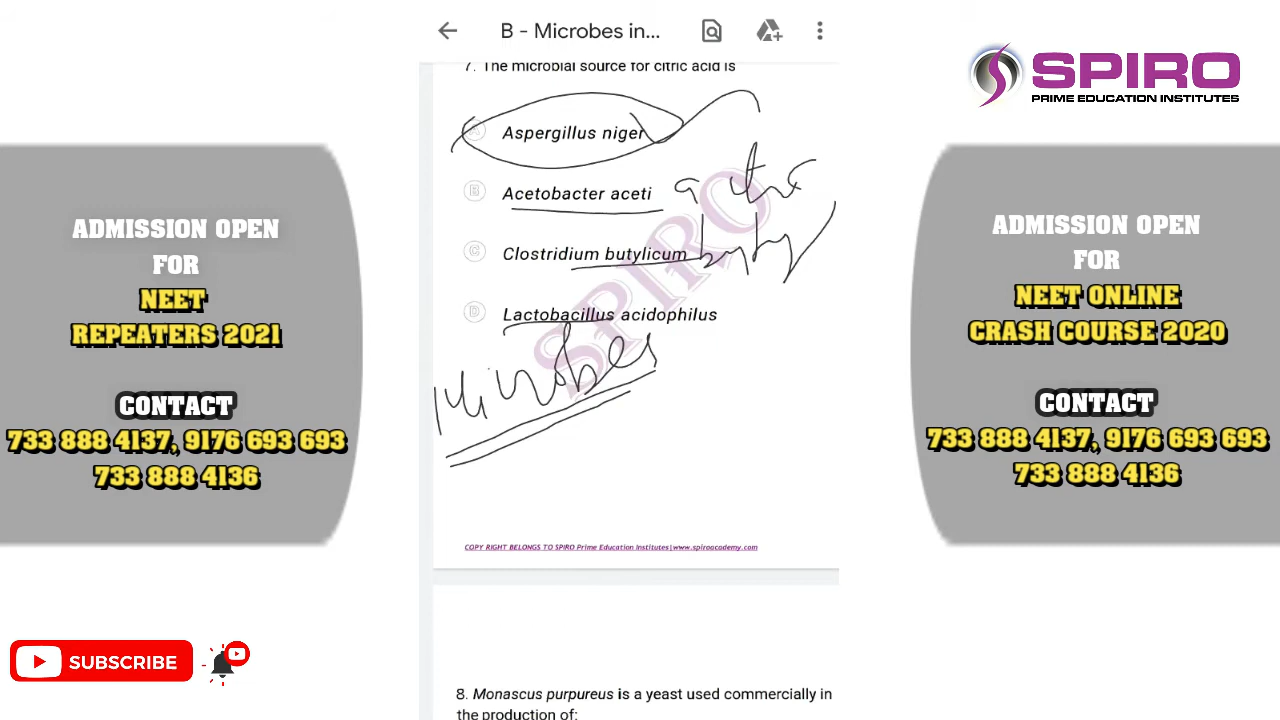 B - Microbes in...
7. The microbial source for citric acid is
A
Aspergillus niger
B
Acetobacter aceti
C
Clostridium butylicum
D
Lactobacillus acidophilus
Microbes
SPIRO
COPY RIGHT BELONGS TO SPIRO Prime Education Institutes|www.spiroacademy.com
8. Monascus purpureus is a yeast used commercially in
the production of:
ADMISSION OPEN
FOR
NEET
REPEATERS 2021
CONTACT
733 888 4137, 9176 693 693
733 888 4136
SUBSCRIBE
SPIRO
PRIME EDUCATION INSTITUTES
ADMISSION OPEN
FOR
NEET ONLINE
CRASH COURSE 2020
CONTACT
733 888 4137, 9176 693 693
733 888 4136